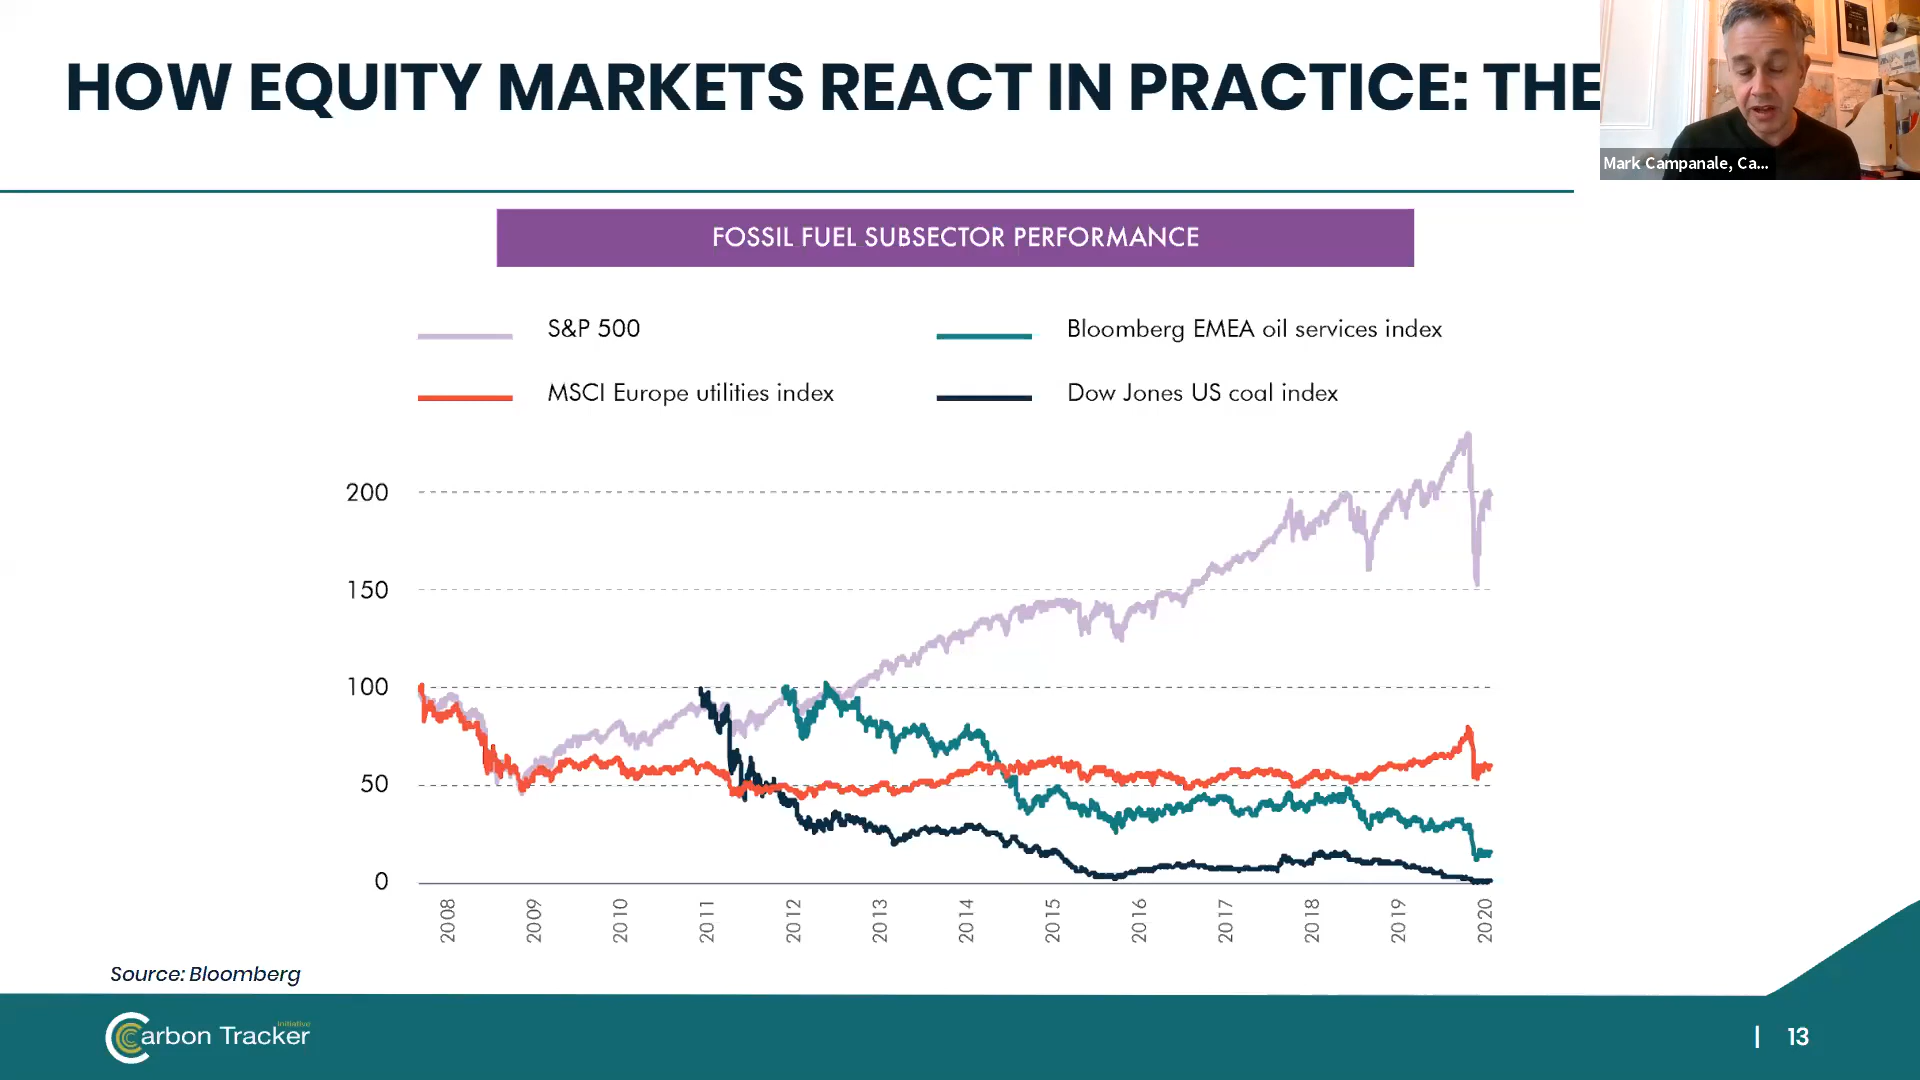 HOW EQUITY MARKETS REACT IN PRACTICE: THE
Mark Campanale, Ca...
FOSSIL FUEL SUBSECTOR PERFORMANCE
S&P 500
Bloomberg EMEA oil services index
MSCI Europe utilities index
Dow Jones US coal index
200
150
100
50
0
2008
2009
2010
2011
2012
2013
2014
2015
2016
2017
2018
2019
2020
Source: Bloomberg
Carbon Tracker
initiative
| 13